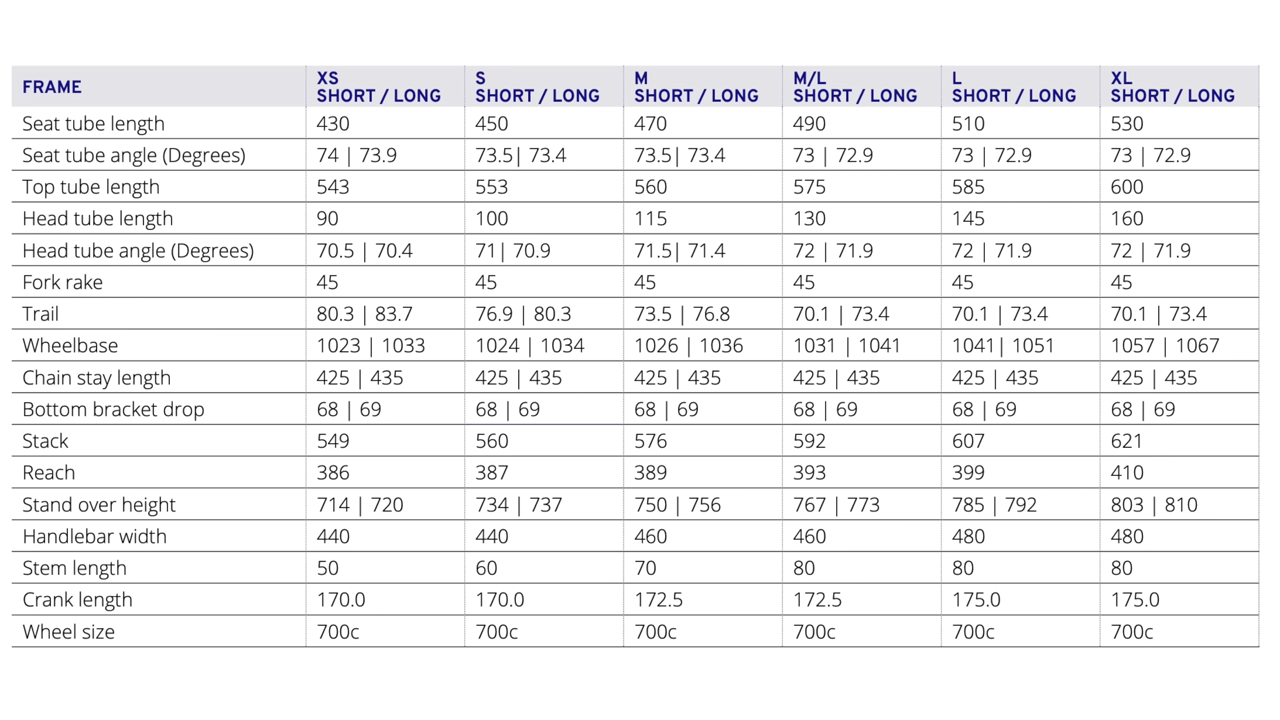 FRAME XS SHORT / LONG S SHORT / LONG M SHORT / LONG M/L SHORT / LONG L SHORT / LONG XL SHORT / LONG
Seat tube length 430 450 470 490 510 530
Seat tube angle (Degrees) 74 | 73.9 73.5| 73.4 73.5| 73.4 73 | 72.9 73 | 72.9 73 | 72.9
Top tube length 543 553 560 575 585 600
Head tube length 90 100 115 130 145 160
Head tube angle (Degrees) 70.5 | 70.4 71| 70.9 71.5| 71.4 72 | 71.9 72 | 71.9 72 | 71.9
Fork rake 45 45 45 45 45 45
Trail 80.3 | 83.7 76.9 | 80.3 73.5 | 76.8 70.1 | 73.4 70.1 | 73.4 70.1 | 73.4
Wheelbase 1023 | 1033 1024 | 1034 1026 | 1036 1031 | 1041 1041| 1051 1057 | 1067
Chain stay length 425 | 435 425 | 435 425 | 435 425 | 435 425 | 435 425 | 435
Bottom bracket drop 68 | 69 68 | 69 68 | 69 68 | 69 68 | 69 68 | 69
Stack 549 560 576 592 607 621
Reach 386 387 389 393 399 410
Stand over height 714 | 720 734 | 737 750 | 756 767 | 773 785 | 792 803 | 810
Handlebar width 440 440 460 460 480 480
Stem length 50 60 70 80 80 80
Crank length 170.0 170.0 172.5 172.5 175.0 175.0
Wheel size 700c 700c 700c 700c 700c 700c